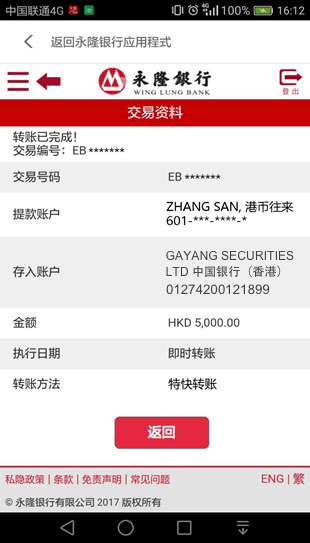 中国联通4G 4G 100% 16:12
返回永隆银行应用程式
永隆銀行
WING LUNG BANK
登出
交易资料
转账已完成！
交易编号：EB *******
交易号码 EB *******
提款账户 ZHANG SAN, 港币往来
601-***-****-*
存入账户 GAYANG SECURITIES
LTD 中国银行（香港）
01274200121899
金额 HKD 5,000.00
执行日期 即时转账
转账方法 特快转账
返回
私隐政策 | 条款 | 免责声明 | 常见问题 ENG | 繁
© 永隆银行有限公司 2017 版权所有